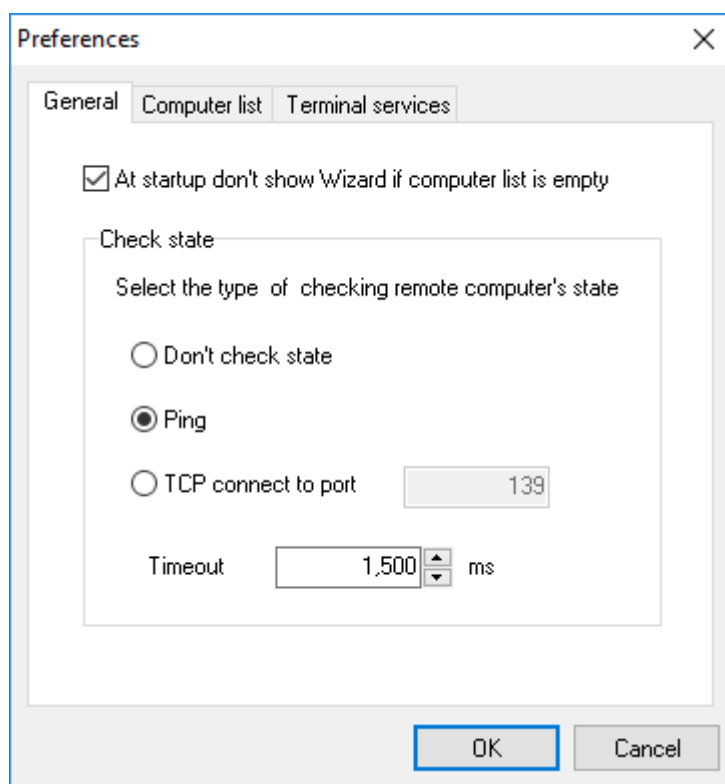 Preferences
General Computer list Terminal services
At startup don't show Wizard if computer list is empty
Check state
Select the type of checking remote computer's state
Don't check state
Ping
TCP connect to port 139
Timeout 1,500 ms
OK Cancel